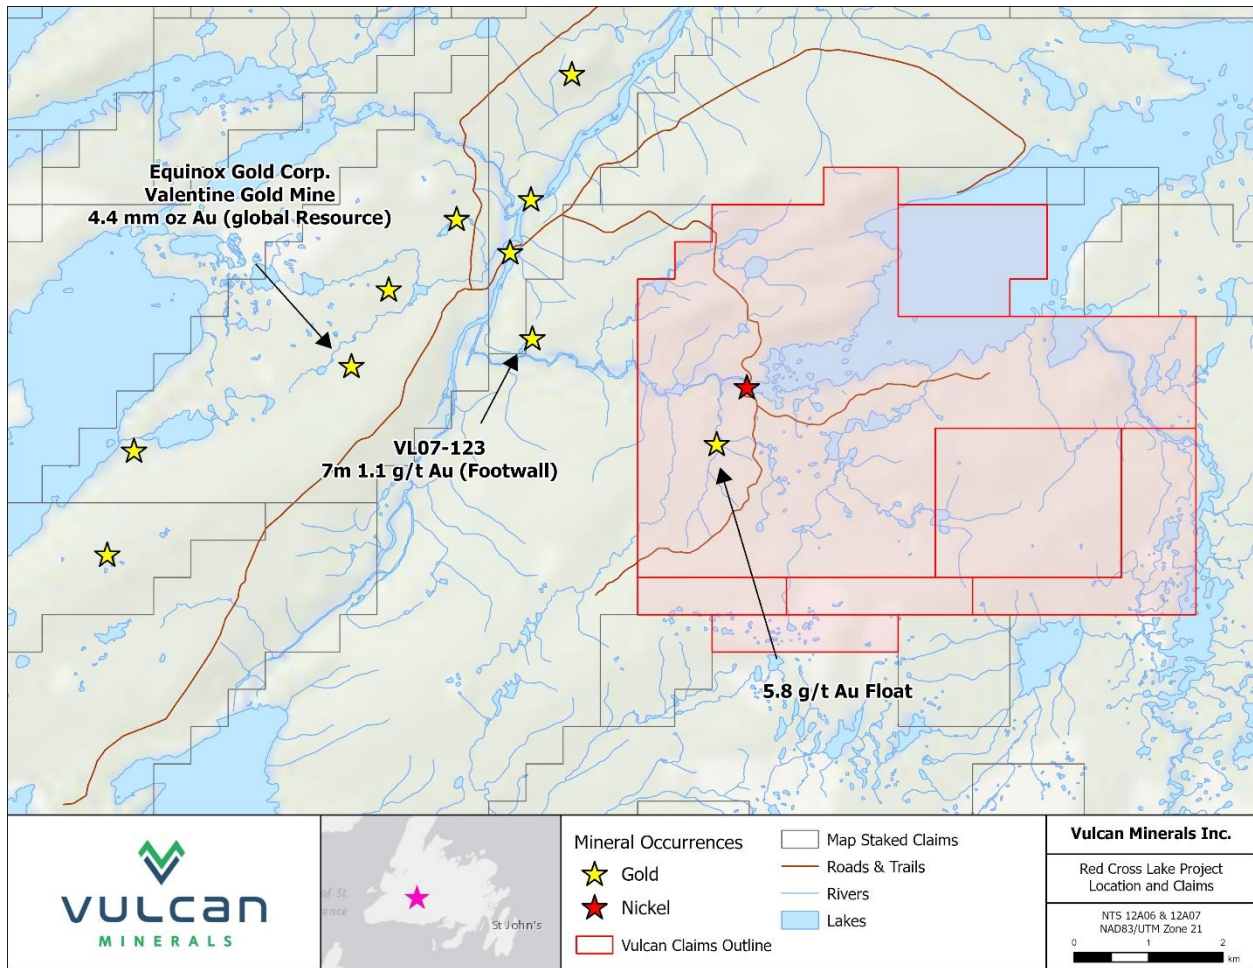 Equinox Gold Corp.
Valentine Gold Mine
4.4 mm oz Au (global Resource)
VL07-123
7m 1.1 g/t Au (Footwall)
5.8 g/t Au Float
VULCAN
MINERALS
of St.
rence
St John's
Mineral Occurrences
Gold
Nickel
Vulcan Claims Outline
Map Staked Claims
Roads & Trails
Rivers
Lakes
Vulcan Minerals Inc.
Red Cross Lake Project
Location and Claims
NTS 12A06 & 12A07
NAD83/UTM Zone 21
0 1 2
km